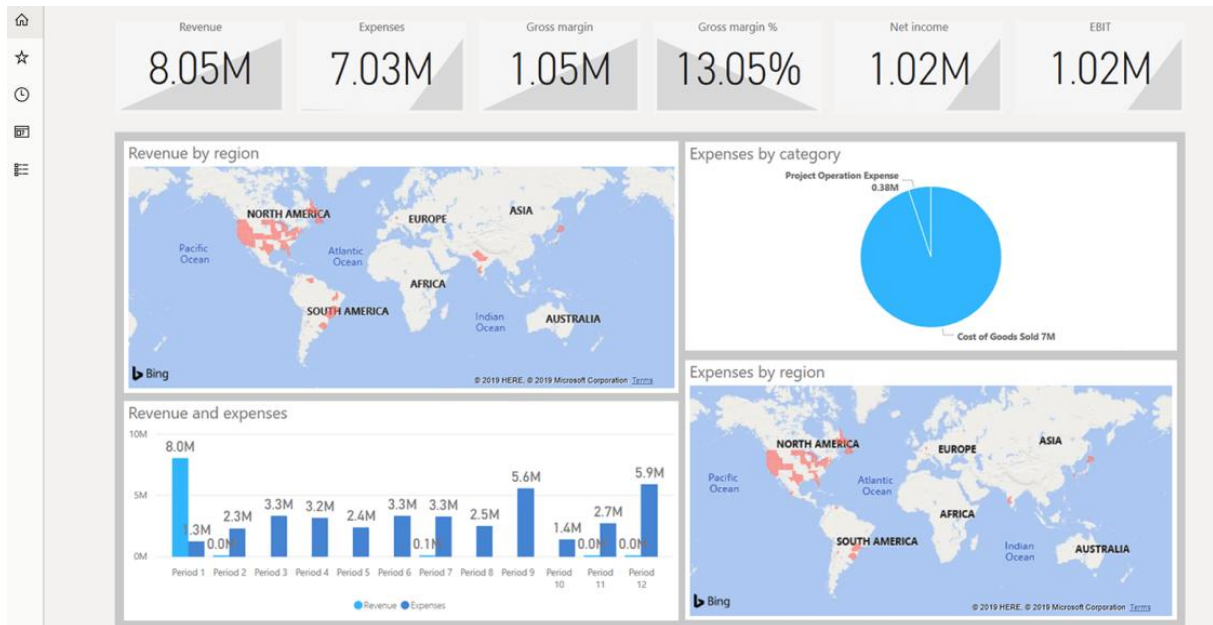 Revenue
8.05M
Expenses
7.03M
Gross margin
1.05M
Gross margin %
13.05%
Net income
1.02M
EBIT
1.02M
Revenue by region
NORTH AMERICA
EUROPE
ASIA
Pacific
Ocean
Atlantic
Ocean
AFRICA
SOUTH AMERICA
Indian
Ocean
AUSTRALIA
Bing
© 2019 HERE, © 2019 Microsoft Corporation Terms
Expenses by category
Project Operation Expense
0.38M
Cost of Goods Sold 7M
Revenue and expenses
10M
5M
0M
8.0M
1.3M
0.0M
2.3M
3.3M
3.2M
2.4M
3.3M
0.1M
3.3M
2.5M
5.6M
1.4M
0.0M
2.7M
0.0M
5.9M
Period 1
Period 2
Period 3
Period 4
Period 5
Period 6
Period 7
Period 8
Period 9
Period
10
Period
11
Period
12
Revenue Expenses
Expenses by region
NORTH AMERICA
EUROPE
ASIA
Pacific
Ocean
Atlantic
Ocean
AFRICA
SOUTH AMERICA
Indian
Ocean
AUSTRALIA
Bing
© 2019 HERE, © 2019 Microsoft Corporation Terms